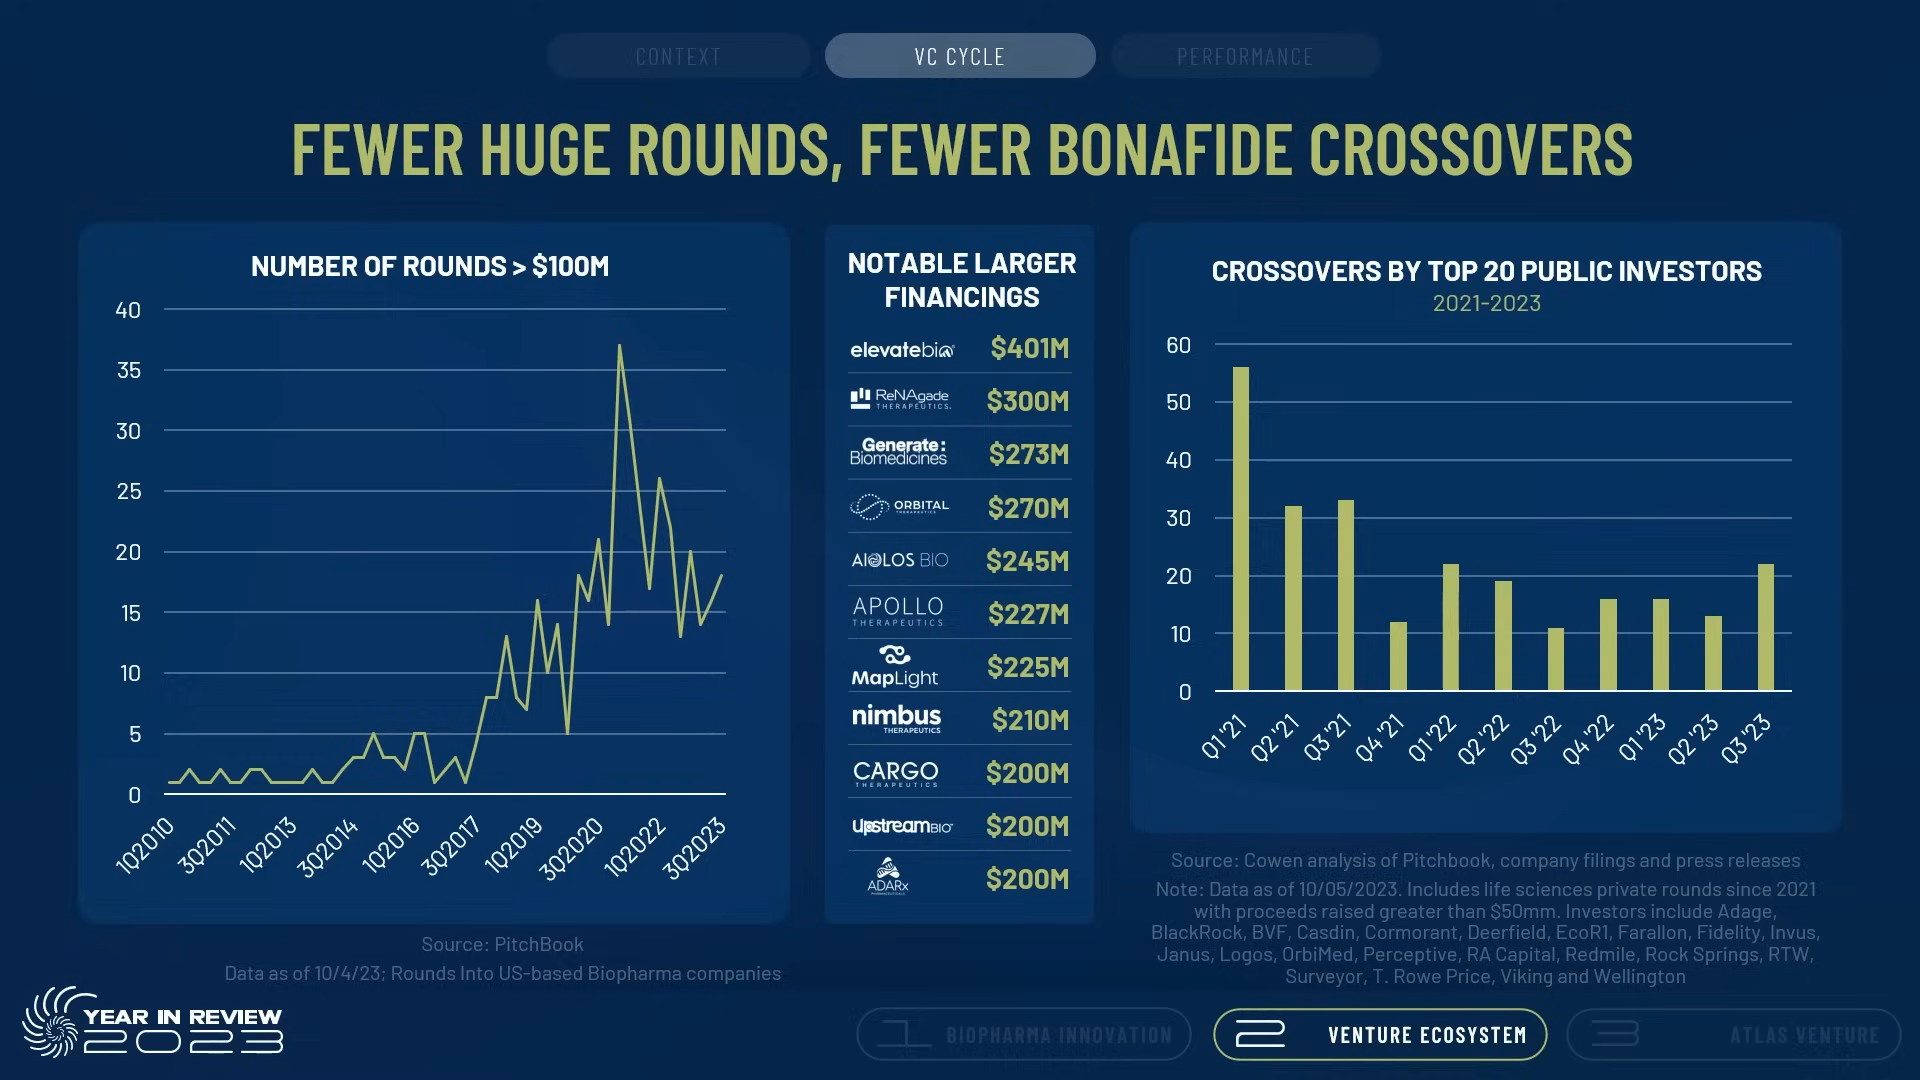 CONTEXT
VC CYCLE
PERFORMANCE
FEWER HUGE ROUNDS, FEWER BONAFIDE CROSSOVERS
NUMBER OF ROUNDS > $100M
40
35
30
25
20
15
10
5
0
1Q2010
3Q2011
1Q2013
3Q2014
1Q2016
3Q2017
1Q2019
3Q2020
1Q2022
3Q2023
Source: PitchBook
Data as of 10/4/23; Rounds Into US-based Biopharma companies
NOTABLE LARGER
FINANCINGS
elevatebio $401M
ReNAgade
THERAPEUTICS
$300M
Generate:
Biomedicines
$273M
ORBITAL
THERAPEUTICS
$270M
AIOLOS BIO $245M
APOLLO
THERAPEUTICS
$227M
MapLight $225M
nimbus
THERAPEUTICS
$210M
CARGO
THERAPEUTICS
$200M
UpstreamBIO $200M
ADARx
PHARMACEUTICALS
$200M
CROSSOVERS BY TOP 20 PUBLIC INVESTORS
2021-2023
60
50
40
30
20
10
0
Q1 '21
Q2 '21
Q3 '21
Q4 '21
Q1 '22
Q2 '22
Q3 '22
Q4 '22
Q1 '23
Q2 '23
Q3 '23
Source: Cowen analysis of Pitchbook, company filings and press releases
Note: Data as of 10/05/2023. Includes life sciences private rounds since 2021
with proceeds raised greater than $50mm. Investors include Adage,
BlackRock, BVF, Casdin, Cormorant, Deerfield, EcoR1, Farallon, Fidelity, Invus,
Janus, Logos, OrbiMed, Perceptive, RA Capital, Redmile, Rock Springs, RTW,
Surveyor, T. Rowe Price, Viking and Wellington
YEAR IN REVIEW
2023
1 BIOPHARMA INNOVATION
2 VENTURE ECOSYSTEM
3 ATLAS VENTURE